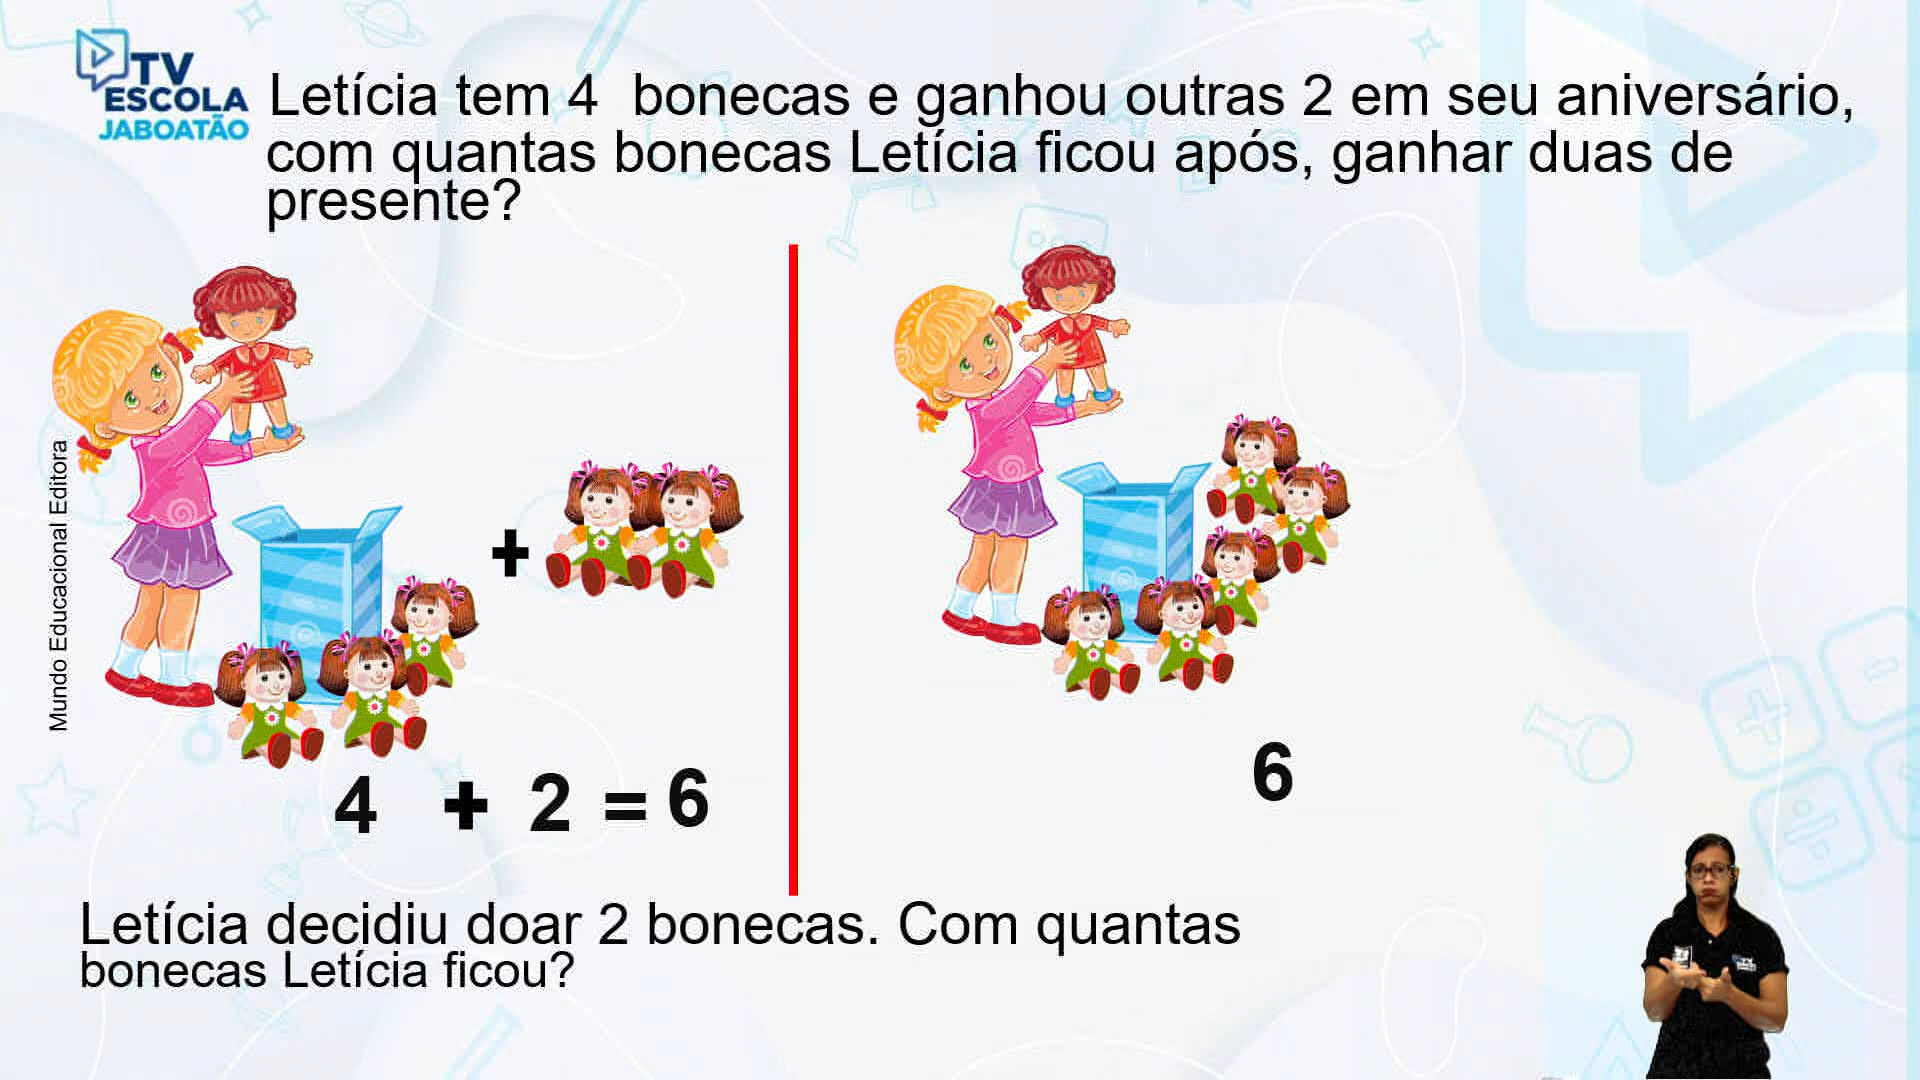 TV
ESCOLA
JABOATÃO
Letícia tem 4 bonecas e ganhou outras 2 em seu aniversário,
com quantas bonecas Letícia ficou após, ganhar duas de
presente?
Mundo Educacional Editora
+
4 + 2 = 6
6
Letícia decidiu doar 2 bonecas. Com quantas
bonecas Letícia ficou?